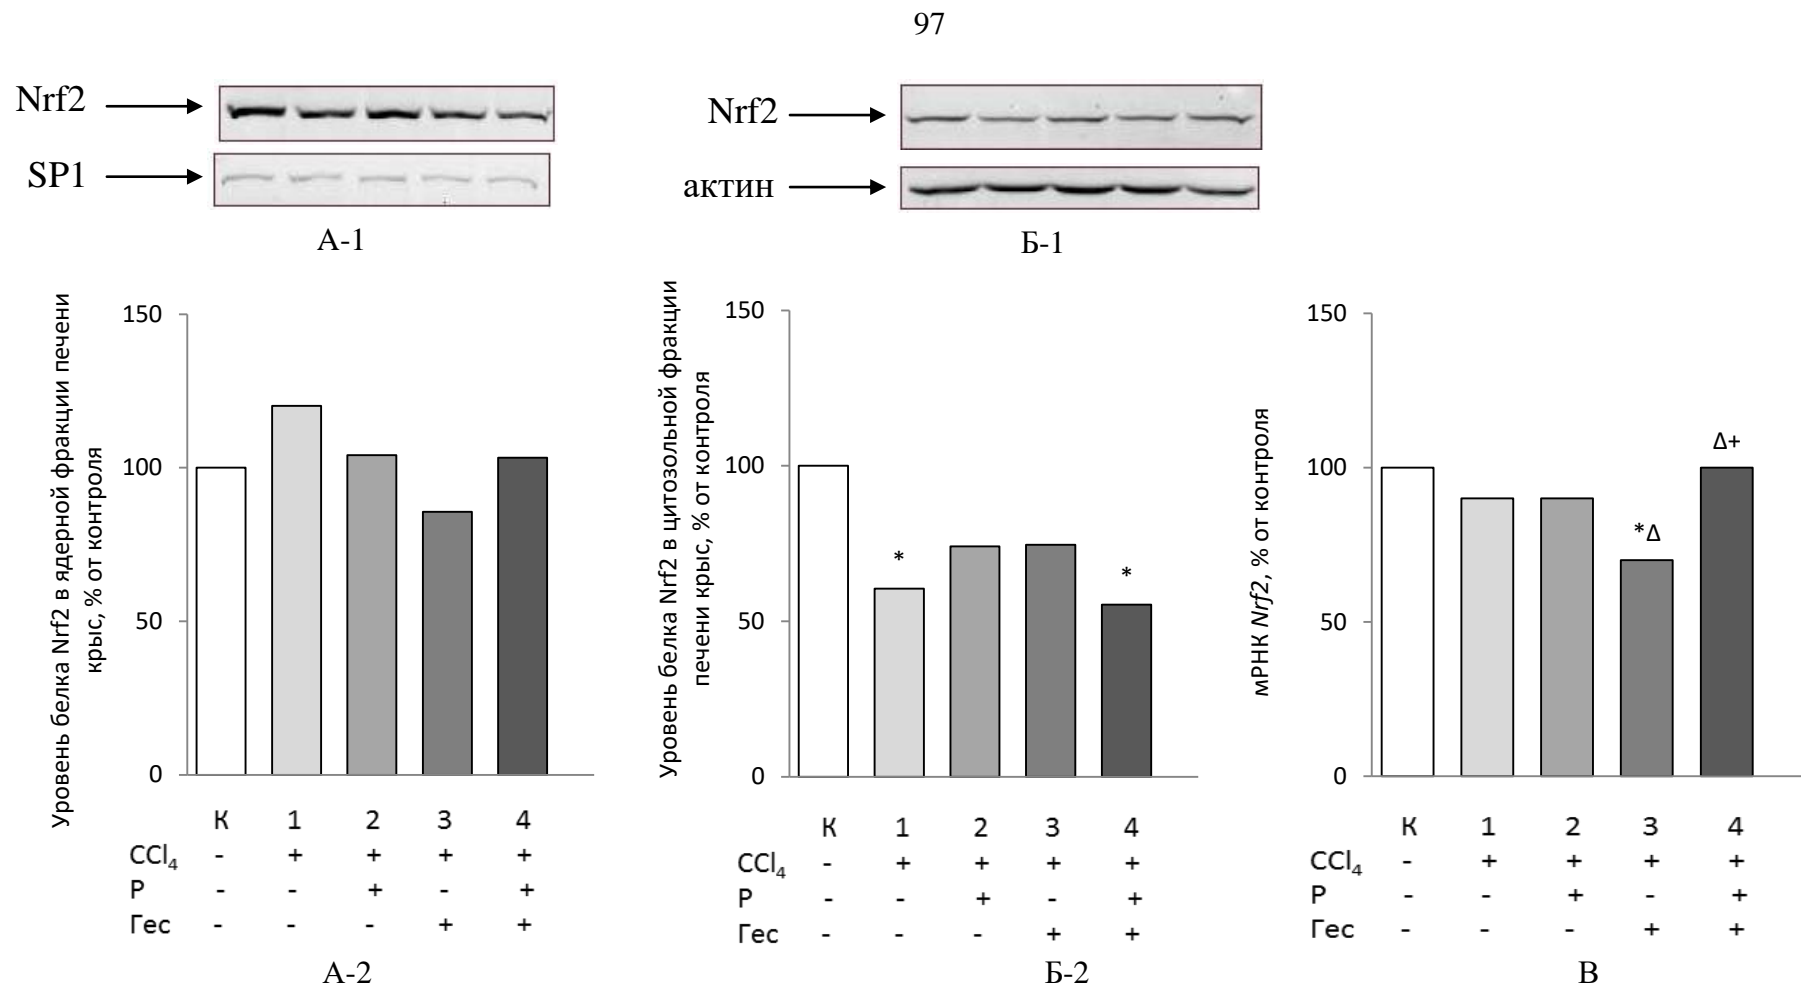 97
Nrf2
SP1
А-1
Nrf2
актин
Б-1
Уровень белка Nrf2 в ядерной фракции печени
крыс, % от контроля
150
100
50
0
К 1 2 3 4
CCl₄ - + + + +
Р - - + - +
Гес - - - + +
А-2
Уровень белка Nrf2 в цитозольной фракции
печени крыс, % от контроля
150
100
50
0
*
*
К 1 2 3 4
CCl₄ - + + + +
Р - - + - +
Гес - - - + +
Б-2
мРНК Nrf2, % от контроля
150
100
50
0
*Δ
Δ+
К 1 2 3 4
CCl₄ - + + + +
Р - - + - +
Гес - - - + +
В